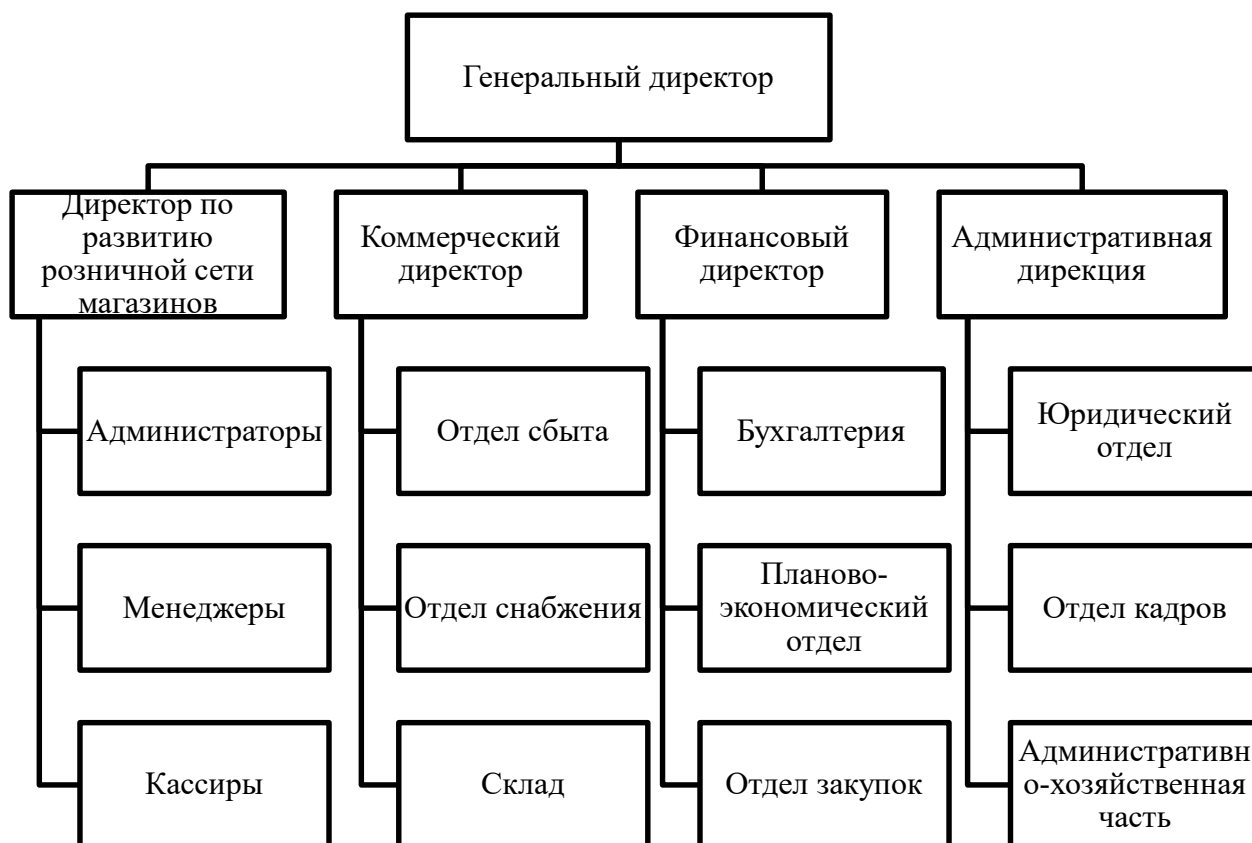 Генеральный директор
Директор по
развитию
розничной сети
магазинов
Коммерческий
директор
Финансовый
директор
Административная
дирекция
Администраторы
Отдел сбыта
Бухгалтерия
Юридический
отдел
Менеджеры
Отдел снабжения
Планово-
экономический
отдел
Отдел кадров
Кассиры
Склад
Отдел закупок
Административн
о-хозяйственная
часть